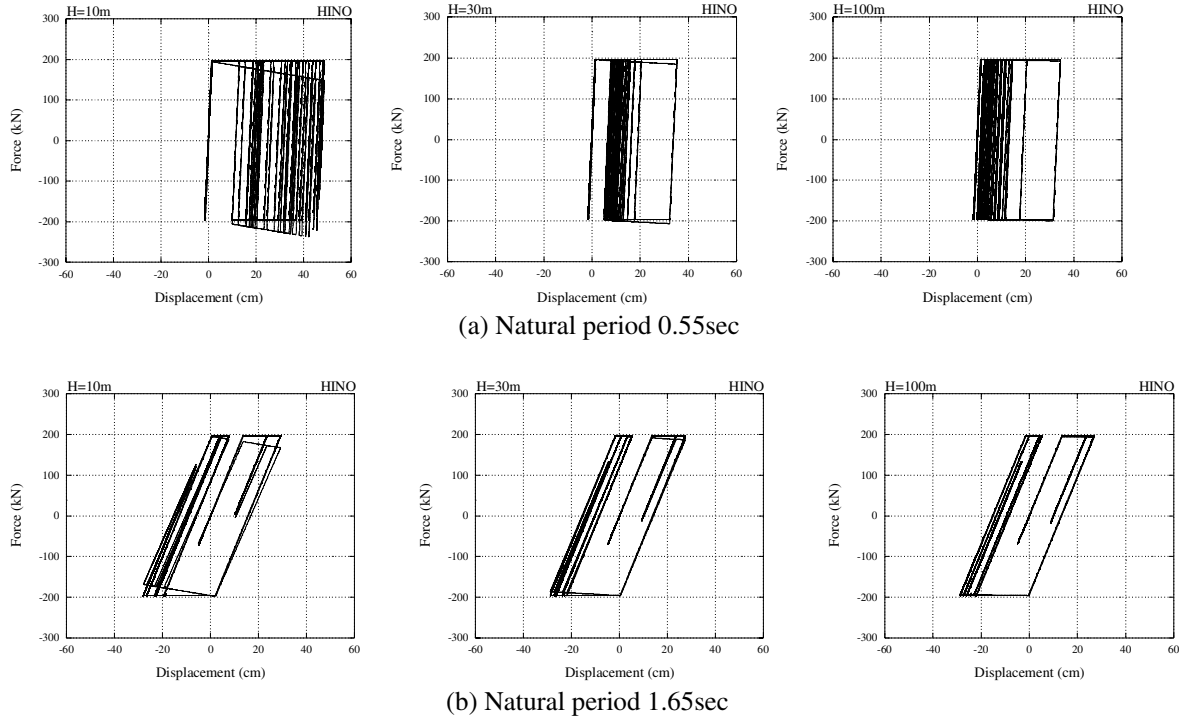 H=10m HINO
300
200
100
0
-100
-200
-300
-60 -40 -20 0 20 40 60
Force (kN)
Displacement (cm)
H=30m HINO
300
200
100
0
-100
-200
-300
-60 -40 -20 0 20 40 60
Force (kN)
Displacement (cm)
H=100m HINO
300
200
100
0
-100
-200
-300
-60 -40 -20 0 20 40 60
Force (kN)
Displacement (cm)
(a) Natural period 0.55sec
H=10m HINO
300
200
100
0
-100
-200
-300
-60 -40 -20 0 20 40 60
Force (kN)
Displacement (cm)
H=30m HINO
300
200
100
0
-100
-200
-300
-60 -40 -20 0 20 40 60
Force (kN)
Displacement (cm)
H=100m HINO
300
200
100
0
-100
-200
-300
-60 -40 -20 0 20 40 60
Force (kN)
Displacement (cm)
(b) Natural period 1.65sec